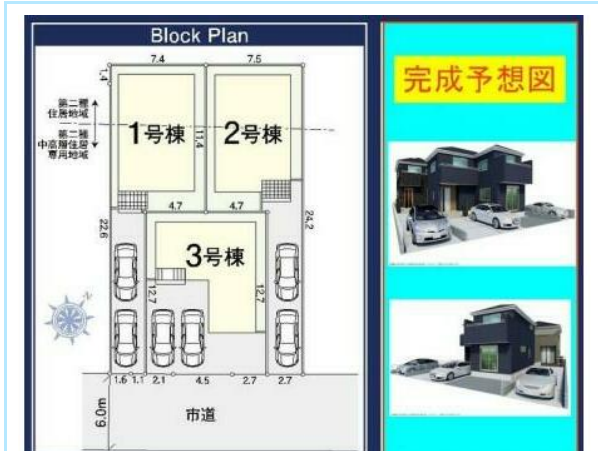 Block Plan
完成予想図
7.4
7.5
1.4
第二種
住居地域
第二種
中高層住居
専用地域
1号棟
11.4
2号棟
4.7
4.7
22.6
24.2
3号棟
12.7
12.7
N
1.6
1.1
2.1
4.5
2.7
2.7
6.0m
市道